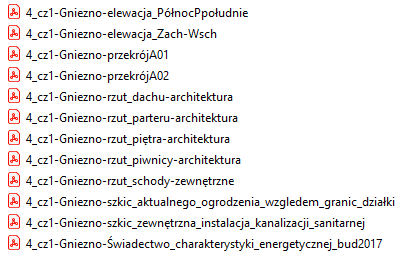 4_cz1-Gniezno-elewacja_PółnocPpołudnie
4_cz1-Gniezno-elewacja_Zach-Wsch
4_cz1-Gniezno-przekrójA01
4_cz1-Gniezno-przekrójA02
4_cz1-Gniezno-rzut_dachu-architektura
4_cz1-Gniezno-rzut_parteru-architektura
4_cz1-Gniezno-rzut_piętra-architektura
4_cz1-Gniezno-rzut_piwnicy-architektura
4_cz1-Gniezno-rzut_schody-zewnętrzne
4_cz1-Gniezno-szkic_aktualnego_ogrodzenia_wzgledem_granic_działki
4_cz1-Gniezno-szkic_zewnętrzna_instalacja_kanalizacji_sanitarnej
4_cz1-Gniezno-Świadectwo_charakterystyki_energetycznej_bud2017